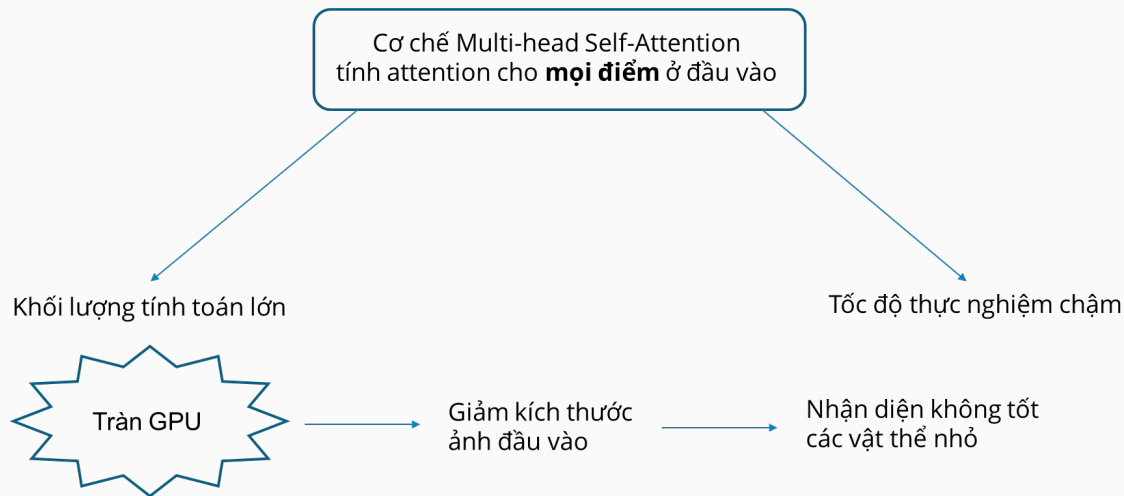 Cơ chế Multi-head Self-Attention
tính attention cho mọi điểm ở đầu vào
Khối lượng tính toán lớn
Tốc độ thực nghiệm chậm
Tràn GPU
Giảm kích thước
ảnh đầu vào
Nhận diện không tốt
các vật thể nhỏ